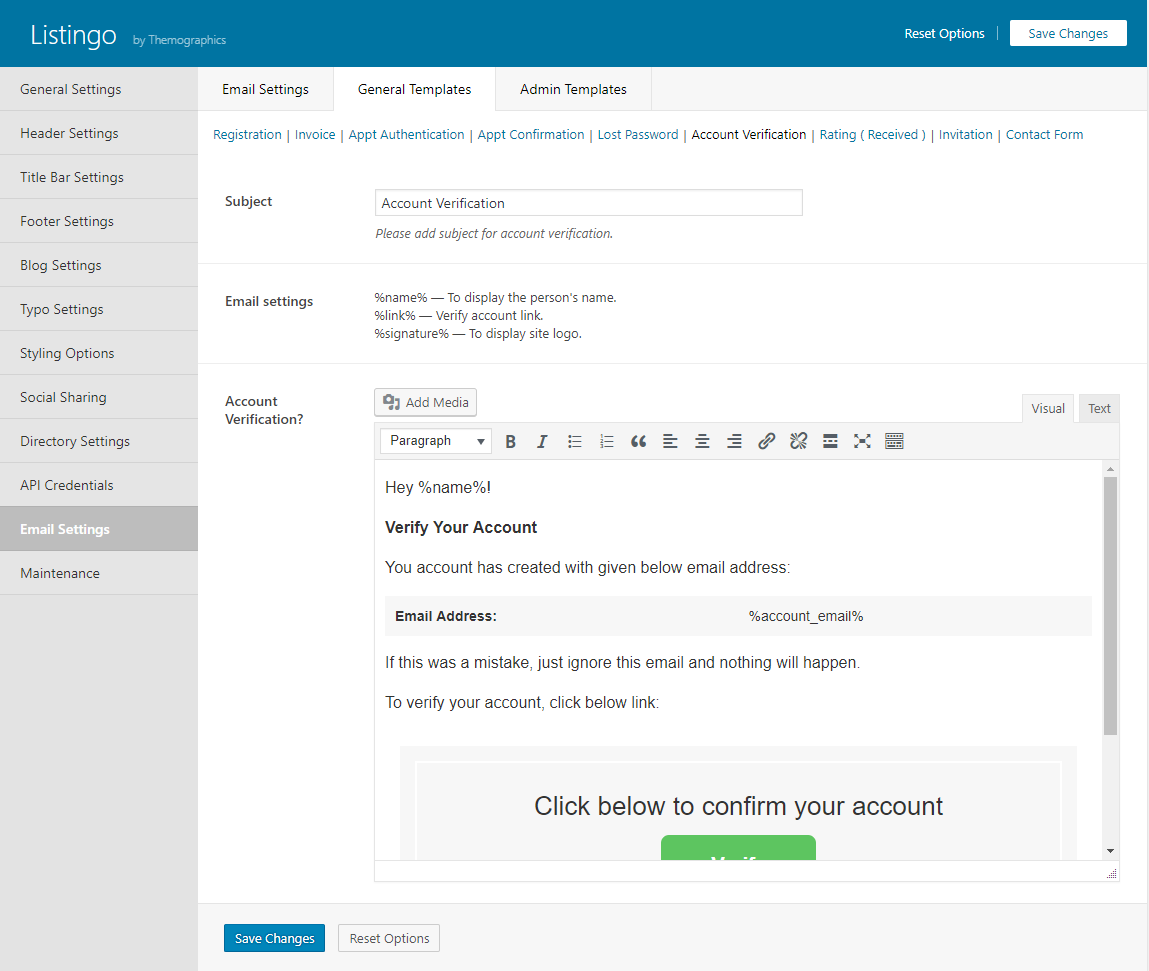 Listingo by Themographics
Reset Options | Save Changes
General Settings
Header Settings
Title Bar Settings
Footer Settings
Blog Settings
Typo Settings
Styling Options
Social Sharing
Directory Settings
API Credentials
Email Settings
Maintenance
Email Settings General Templates Admin Templates
Registration | Invoice | Appt Authentication | Appt Confirmation | Lost Password | Account Verification | Rating ( Received ) | Invitation | Contact Form
Subject
Account Verification
Please add subject for account verification.
Email settings
%name% — To display the person's name.
%link% — Verify account link.
%signature% — To display site logo.
Account
Verification?
Add Media
Visual Text
Paragraph
Hey %name%!
Verify Your Account
You account has created with given below email address:
Email Address: %account_email%
If this was a mistake, just ignore this email and nothing will happen.
To verify your account, click below link:
Click below to confirm your account
Save Changes Reset Options